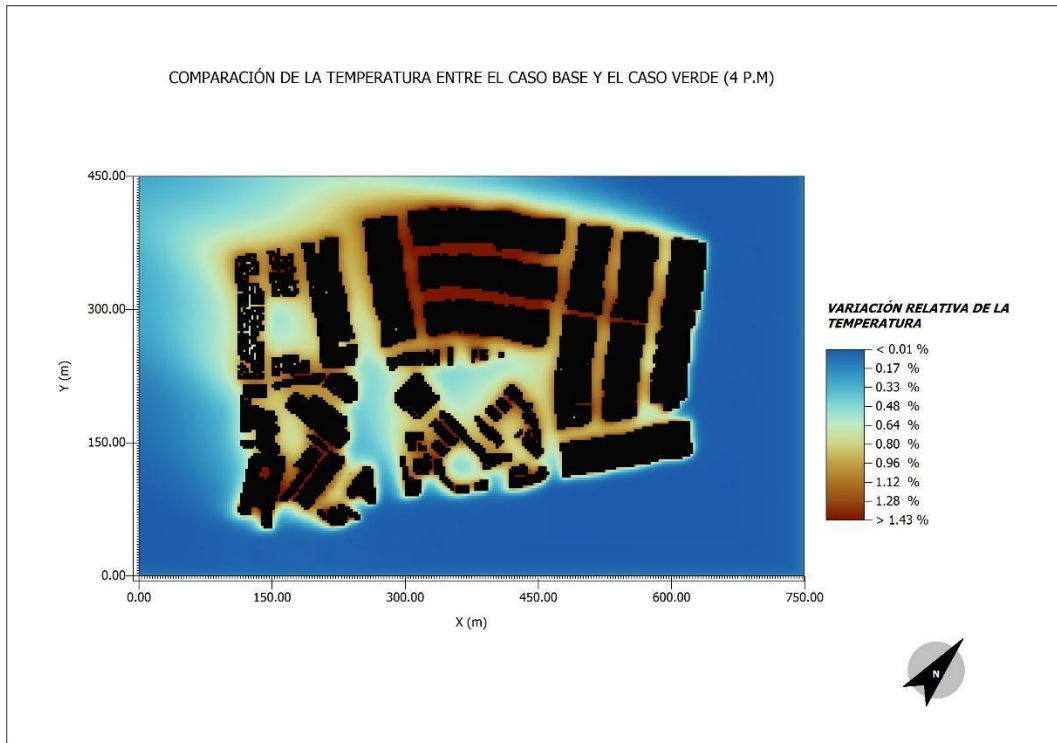 COMPARACIÓN DE LA TEMPERATURA ENTRE EL CASO BASE Y EL CASO VERDE (4 P.M)
450.00
300.00
150.00
0.00
Y (m)
0.00 150.00 300.00 450.00 600.00 750.00
X (m)
VARIACIÓN RELATIVA DE LA
TEMPERATURA
< 0.01 %
0.17 %
0.33 %
0.48 %
0.64 %
0.80 %
0.96 %
1.12 %
1.28 %
> 1.43 %
N